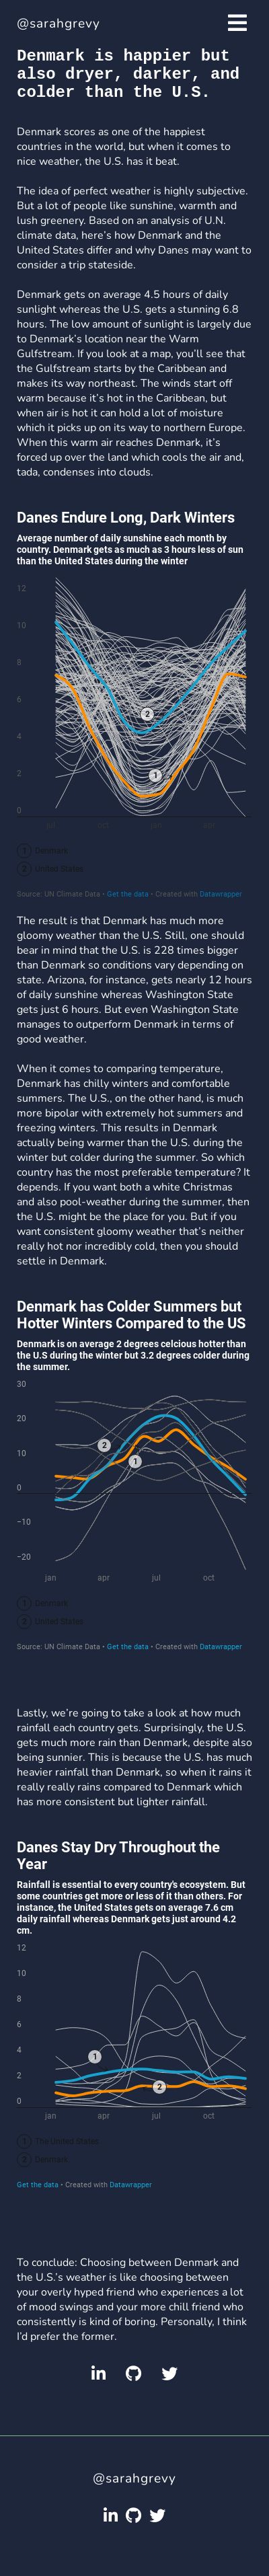 @sarahgrevy
Denmark is happier but
also dryer, darker, and
colder than the U.S.
Denmark scores as one of the happiest
countries in the world, but when it comes to
nice weather, the U.S. has it beat.
The idea of perfect weather is highly subjective.
But a lot of people like sunshine, warmth and
lush greenery. Based on an analysis of U.N.
climate data, here's how Denmark and the
United States differ and why Danes may want to
consider a trip stateside.
Denmark gets on average 4.5 hours of daily
sunlight whereas the U.S. gets a stunning 6.8
hours. The low amount of sunlight is largely due
to Denmark's location near the Warm
Gulfstream. If you look at a map, you'll see that
the Gulfstream starts by the Caribbean and
makes its way northeast. The winds start off
warm because it's hot in the Caribbean, but
when air is hot it can hold a lot of moisture
which it picks up on its way to northern Europe.
When this warm air reaches Denmark, it's
forced up over the land which cools the air and,
tada, condenses into clouds.
Danes Endure Long, Dark Winters
Average number of daily sunshine each month by
country. Denmark gets as much as 3 hours less of sun
than the United States during the winter
12
10
8
6
4
2
0
2
1
1 Denmark
2 United States
Source: UN Climate Data • Get the data • Created with Datawrapper
The result is that Denmark has much more
gloomy weather than the U.S. Still, one should
bear in mind that the U.S. is 228 times bigger
than Denmark so conditions vary depending on
state. Arizona, for instance, gets nearly 12 hours
of daily sunshine whereas Washington State
gets just 6 hours. But even Washington State
manages to outperform Denmark in terms of
good weather.
When it comes to comparing temperature,
Denmark has chilly winters and comfortable
summers. The U.S., on the other hand, is much
more bipolar with extremely hot summers and
freezing winters. This results in Denmark
actually being warmer than the U.S. during the
winter but colder during the summer. So which
country has the most preferable temperature? It
depends. If you want both a white Christmas
and also pool-weather during the summer, then
the U.S. might be the place for you. But if you
want consistent gloomy weather that's neither
really hot nor incredibly cold, then you should
settle in Denmark.
Denmark has Colder Summers but
Hotter Winters Compared to the US
Denmark is on average 2 degrees celcious hotter than
the U.S during the winter but 3.2 degrees colder during
the summer.
30
20
10
0
−10
−20
2
1
jan apr jul oct
1 Denmark
2 United States
Source: UN Climate Data • Get the data • Created with Datawrapper
Lastly, we're going to take a look at how much
rainfall each country gets. Surprisingly, the U.S.
gets much more rain than Denmark, despite also
being sunnier. This is because the U.S. has much
heavier rainfall than Denmark, so when it rains it
really really rains compared to Denmark which
has more consistent but lighter rainfall.
Danes Stay Dry Throughout the
Year
Rainfall is essential to every country's ecosystem. But
some countries get more or less of it than others. For
instance, the United States gets on average 7.6 cm
daily rainfall whereas Denmark gets just around 4.2
cm.
12
10
8
6
4
2
0
1
2
jan apr jul oct
1 The United States
2 Denmark
Get the data • Created with Datawrapper
To conclude: Choosing between Denmark and
the U.S.'s weather is like choosing between
your overly hyped friend who experiences a lot
of mood swings and your more chill friend who
consistently is kind of boring. Personally, I think
I'd prefer the former.
@sarahgrevy